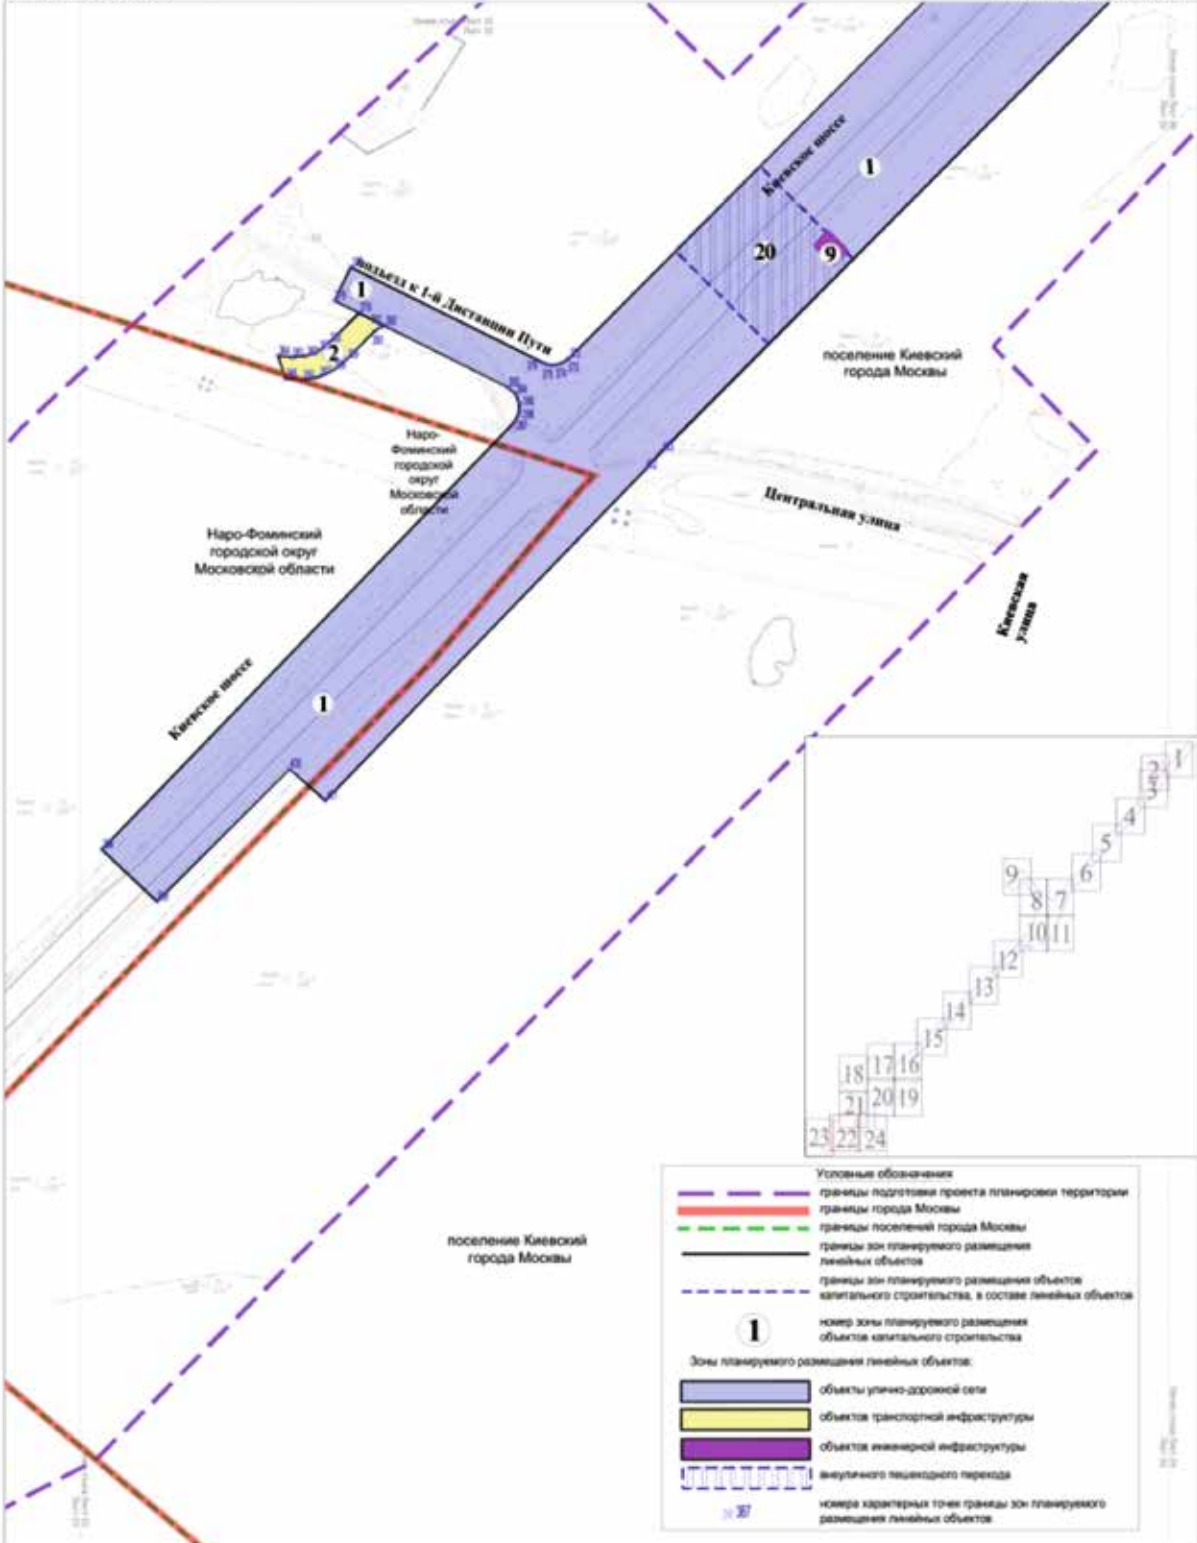 Киевское шоссе
1
20
9
подъезд к 1-й Дистанции Пути
1
2
поселение Киевский
города Москвы
Наро-
Фоминский
городской
округ
Московской
области
Центральная улица
Наро-Фоминский
городской округ
Московской области
Киевская
улица
Киевское шоссе
1
1
2
3
4
5
6
9
8
7
10
11
12
13
14
15
16
17
18
19
20
21
22
23
24
поселение Киевский
города Москвы
Условные обозначения
границы подготовки проекта планировки территории
границы города Москвы
границы поселений города Москвы
границы зон планируемого размещения
линейных объектов
границы зон планируемого размещения объектов
капитального строительства, в составе линейных объектов
1
номер зоны планируемого размещения
объектов капитального строительства
Зоны планируемого размещения линейных объектов:
объекты улично-дорожной сети
объектов транспортной инфраструктуры
объектов инженерной инфраструктуры
внеуличного пешеходного перехода
367
номера характерных точек границы зон планируемого
размещения линейных объектов